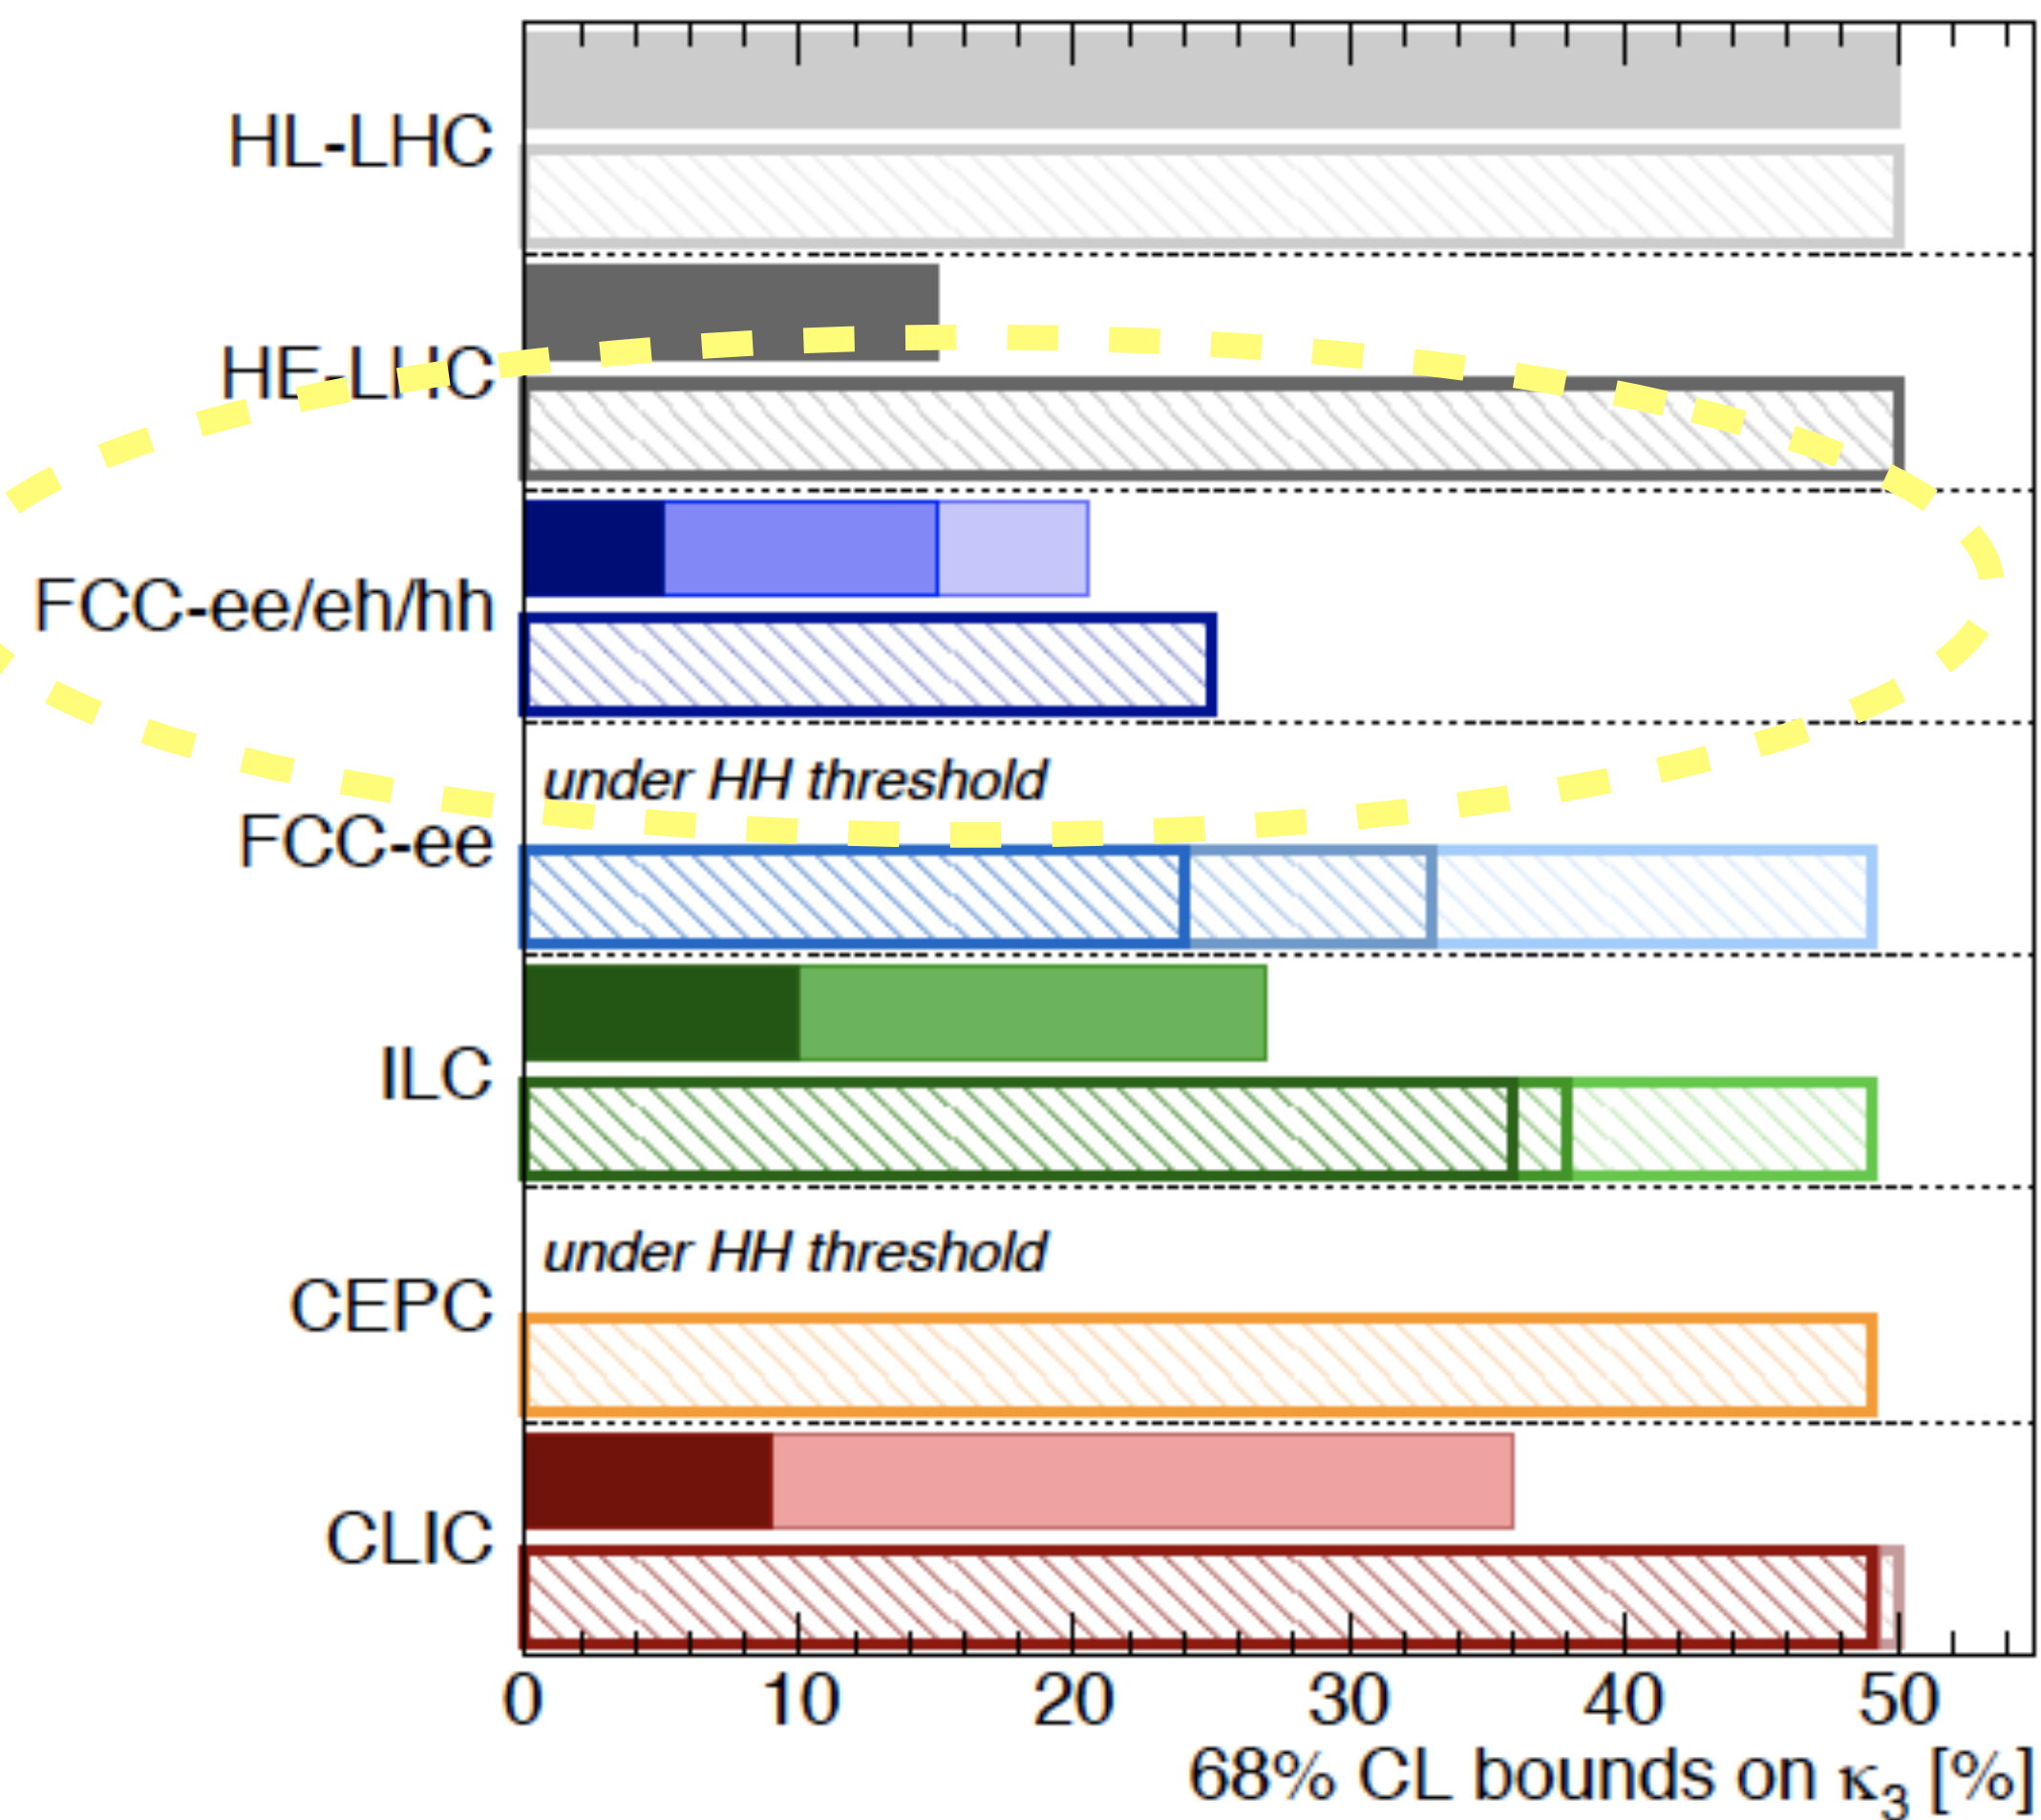 HL-LHC
HE-LHC
FCC-ee/eh/hh
under HH threshold
FCC-ee
ILC
under HH threshold
CEPC
CLIC
0 10 20 30 40 50
68% CL bounds on κ₃ [%]